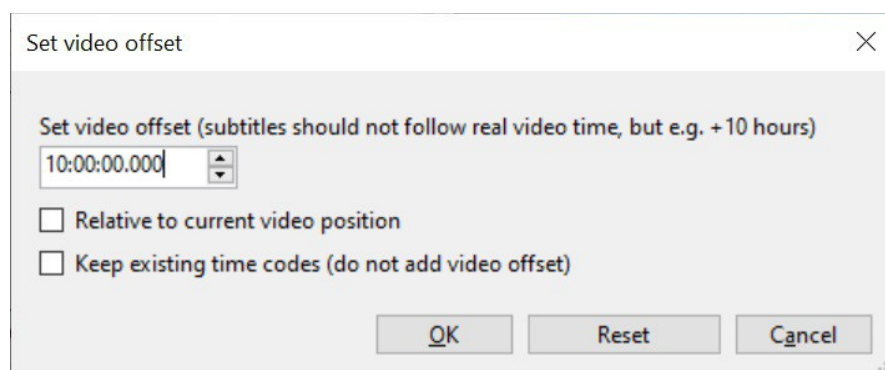 Set video offset
Set video offset (subtitles should not follow real video time, but e.g. +10 hours)
10:00:00.000
Relative to current video position
Keep existing time codes (do not add video offset)
OK Reset Cancel